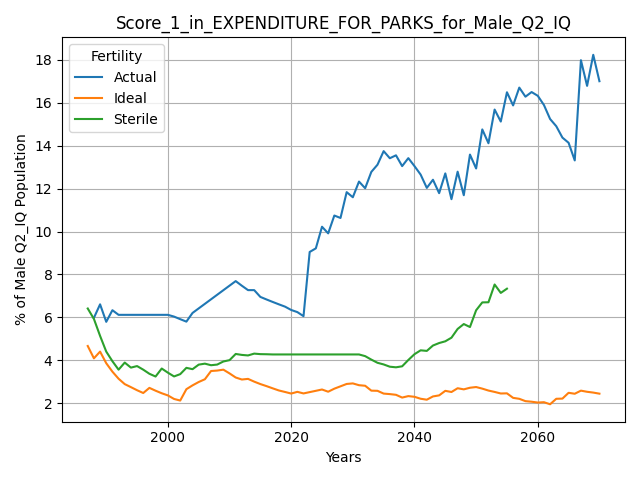 Score_1_in_EXPENDITURE_FOR_PARKS_for_Male_Q2_IQ
Fertility
Actual
Ideal
Sterile
% of Male Q2_IQ Population
18
16
14
12
10
8
6
4
2
2000
2020
2040
2060
Years